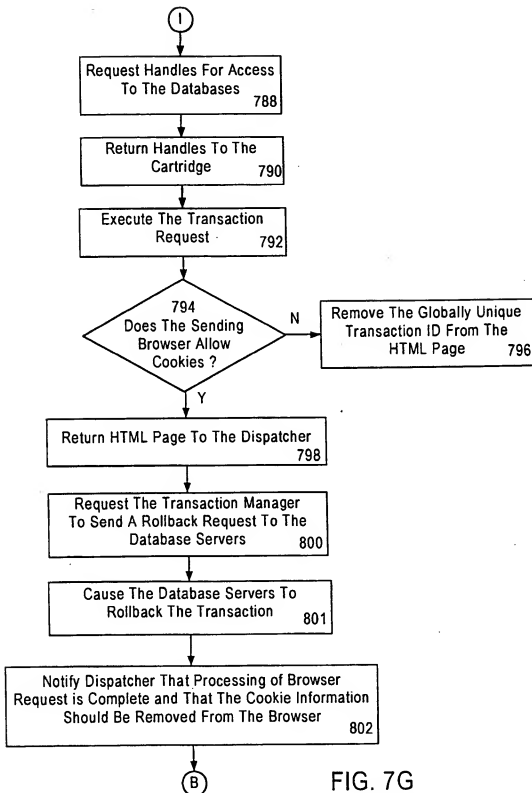 I
Request Handles For Access
To The Databases
788
Return Handles To The
Cartridge
790
Execute The Transaction
Request
792
794
Does The Sending
Browser Allow
Cookies ?
N
Remove The Globally Unique
Transaction ID From The
HTML Page
796
Y
Return HTML Page To The Dispatcher
798
Request The Transaction Manager
To Send A Rollback Request To The
Database Servers
800
Cause The Database Servers To
Rollback The Transaction
801
Notify Dispatcher That Processing of Browser
Request is Complete and That The Cookie Information
Should Be Removed From The Browser
802
B
FIG. 7G